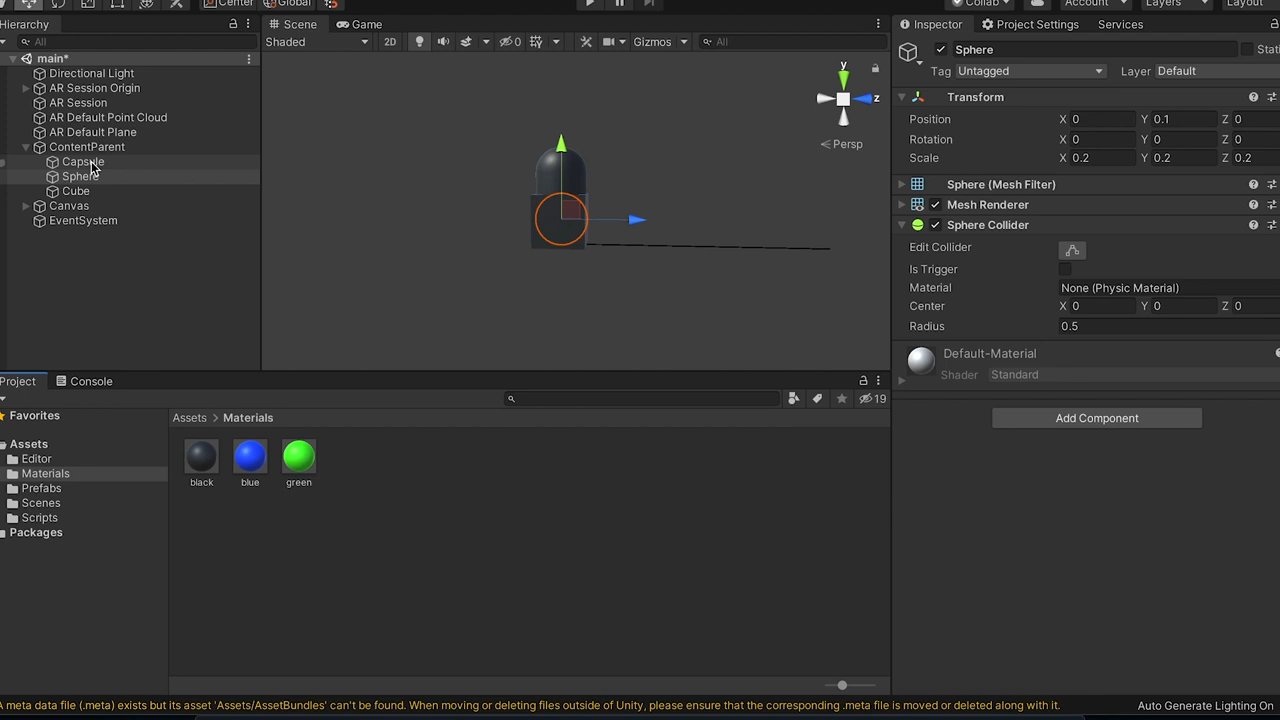 Center Global Collab Account Layers Layout
Hierarchy Scene Game Inspector Project Settings Services
All Shaded 2D 0 Gizmos All Sphere Stati
main*
Tag Untagged Layer Default
Directional Light
AR Session Origin
AR Session
AR Default Point Cloud
AR Default Plane
ContentParent
Capsule
Sphere
Cube
Canvas
EventSystem
y
z
Persp
Transform
Position X 0 Y 0.1 Z 0
Rotation X 0 Y 0 Z 0
Scale X 0.2 Y 0.2 Z 0.2
Sphere (Mesh Filter)
Mesh Renderer
Sphere Collider
Edit Collider
Is Trigger
Material None (Physic Material)
Center X 0 Y 0 Z 0
Radius 0.5
Default-Material
Shader Standard
Add Component
Project Console
19
Favorites
Assets
Editor
Materials
Prefabs
Scenes
Scripts
Packages
Assets > Materials
black blue green
A meta data file (.meta) exists but its asset 'Assets/AssetBundles' can't be found. When moving or deleting files outside of Unity, please ensure that the corresponding .meta file is moved or deleted along with it.
Auto Generate Lighting On